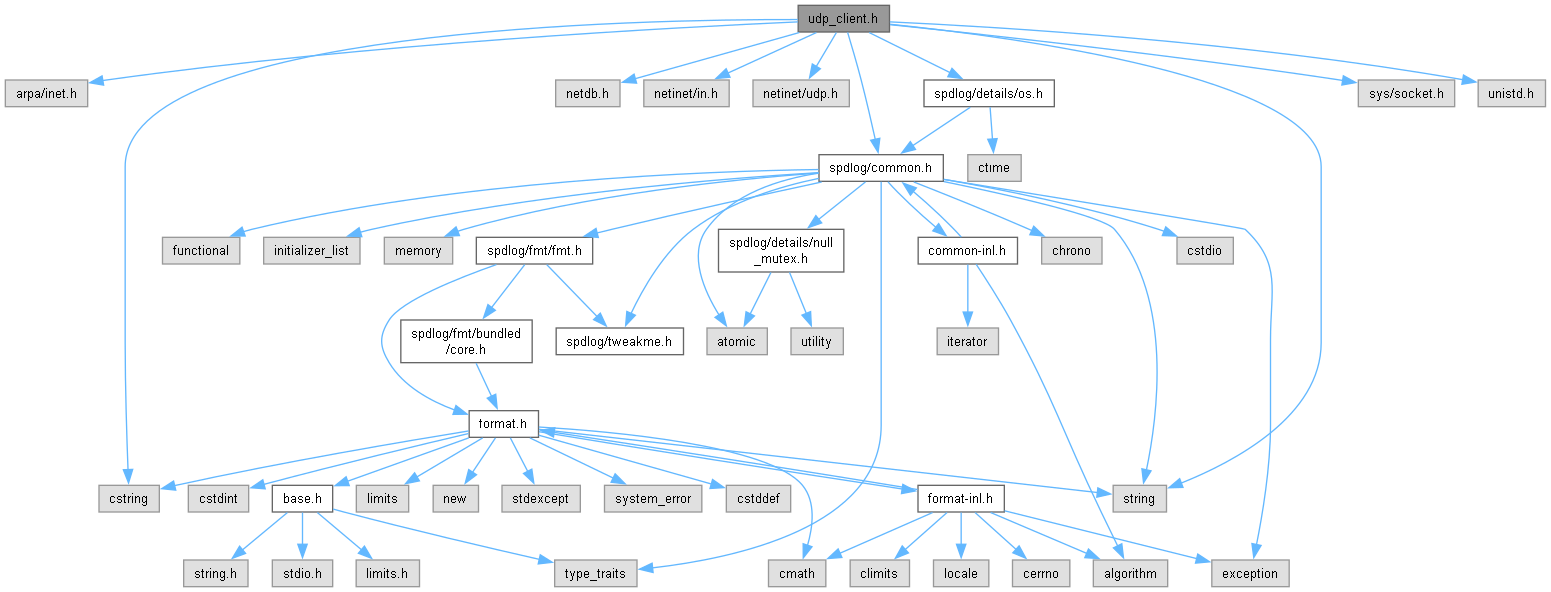 udp_client.h
arpa/inet.h
netdb.h
netinet/in.h
netinet/udp.h
spdlog/details/os.h
sys/socket.h
unistd.h
spdlog/common.h
ctime
functional
initializer_list
memory
spdlog/fmt/fmt.h
spdlog/details/null
_mutex.h
common-inl.h
chrono
cstdio
spdlog/fmt/bundled
/core.h
spdlog/tweakme.h
atomic
utility
iterator
format.h
cstring
cstdint
base.h
limits
new
stdexcept
system_error
cstddef
format-inl.h
string
string.h
stdio.h
limits.h
type_traits
cmath
climits
locale
cerrno
algorithm
exception